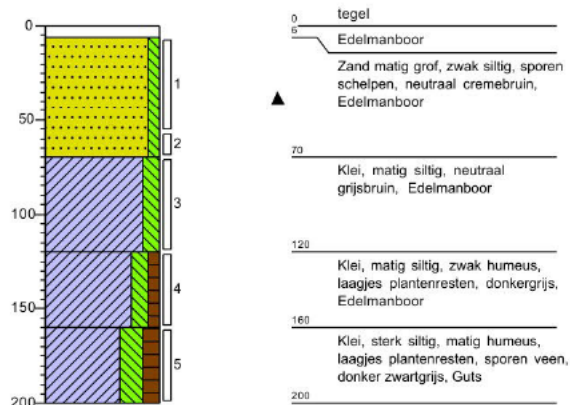 0
50
100
150
200
1
2
3
4
5
0
tegel
6
Edelmanboor
Zand matig grof, zwak siltig, sporen
schelpen, neutraal cremebruin,
Edelmanboor
70
Klei, matig siltig, neutraal
grijsbruin, Edelmanboor
120
Klei, matig siltig, zwak humeus,
laagjes plantenresten, donkergrijs,
Edelmanboor
160
Klei, sterk siltig, matig humeus,
laagjes plantenresten, sporen veen,
donker zwartgrijs, Guts
200